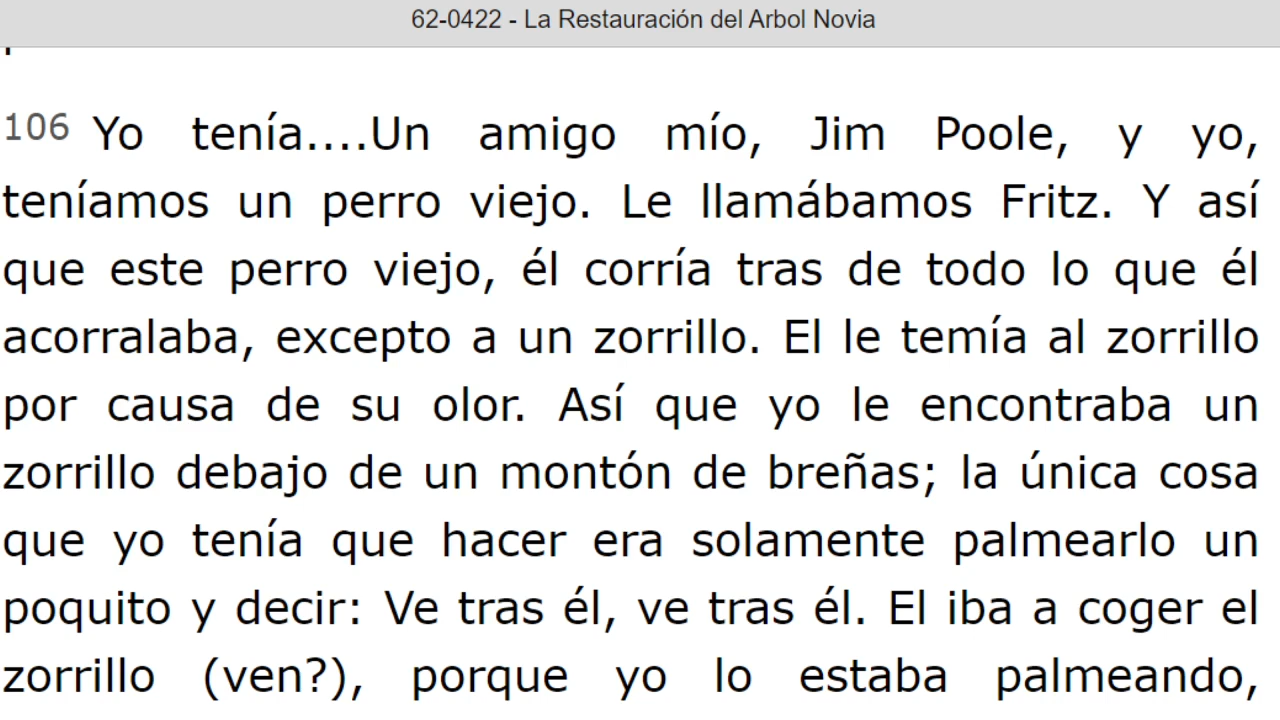 62-0422 - La Restauración del Arbol Novia
106 Yo tenía....Un amigo mío, Jim Poole, y yo,
teníamos un perro viejo. Le llamábamos Fritz. Y así
que este perro viejo, él corría tras de todo lo que él
acorralaba, excepto a un zorrillo. El le temía al zorrillo
por causa de su olor. Así que yo le encontraba un
zorrillo debajo de un montón de breñas; la única cosa
que yo tenía que hacer era solamente palmearlo un
poquito y decir: Ve tras él, ve tras él. El iba a coger el
zorrillo (ven?), porque yo lo estaba palmeando,